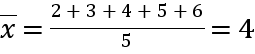 x̅ = (2 + 3 + 4 + 5 + 6)/5 = 4